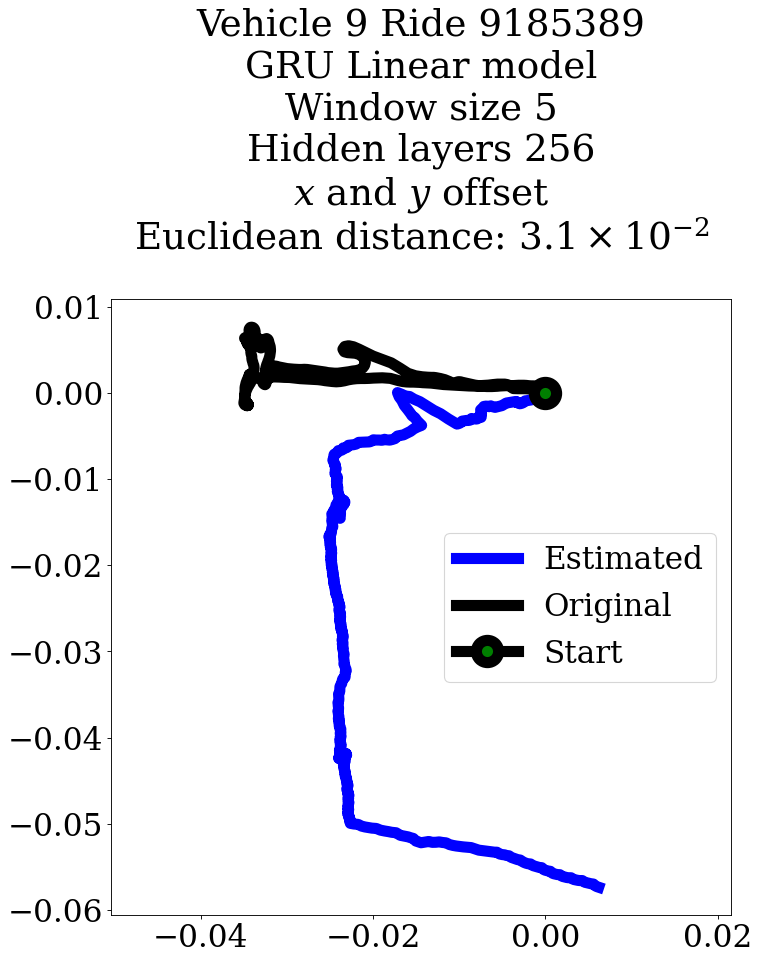 Vehicle 9 Ride 9185389
GRU Linear model
Window size 5
Hidden layers 256
x and y offset
Euclidean distance: 3.1 × 10⁻²
0.01
0.00
−0.01
−0.02
−0.03
−0.04
−0.05
−0.06
Estimated
Original
Start
−0.04
−0.02
0.00
0.02